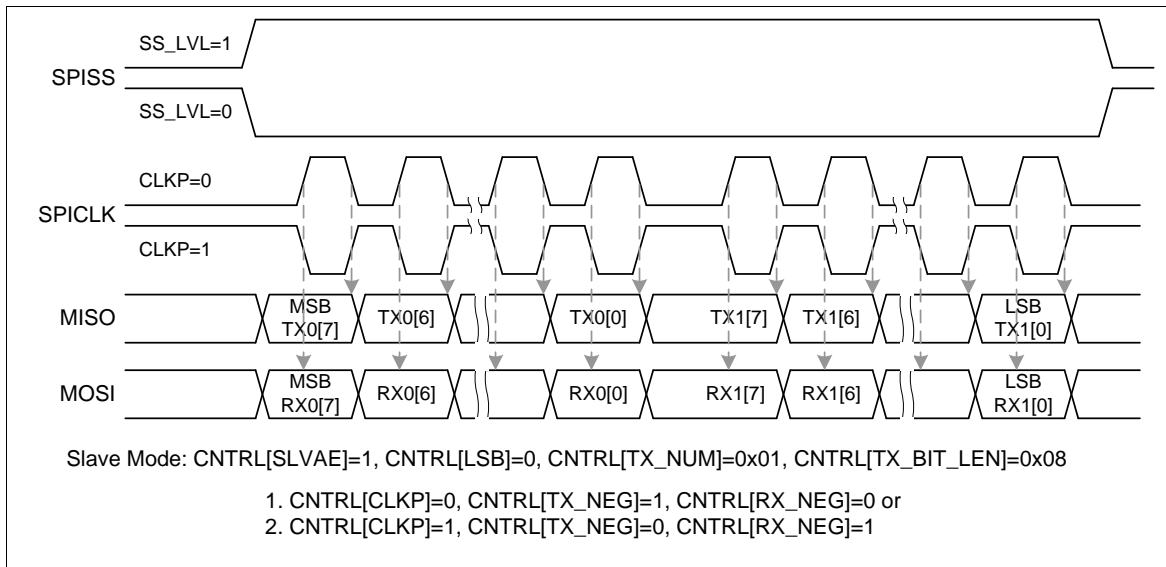 SS_LVL=1
SPISS
SS_LVL=0
CLKP=0
SPICLK
CLKP=1
MISO
MSB TX0[7]
TX0[6]
TX0[0]
TX1[7]
TX1[6]
LSB TX1[0]
MOSI
MSB RX0[7]
RX0[6]
RX0[0]
RX1[7]
RX1[6]
LSB RX1[0]
Slave Mode: CNTRL[SLVAE]=1, CNTRL[LSB]=0, CNTRL[TX_NUM]=0x01, CNTRL[TX_BIT_LEN]=0x08
1. CNTRL[CLKP]=0, CNTRL[TX_NEG]=1, CNTRL[RX_NEG]=0 or
2. CNTRL[CLKP]=1, CNTRL[TX_NEG]=0, CNTRL[RX_NEG]=1